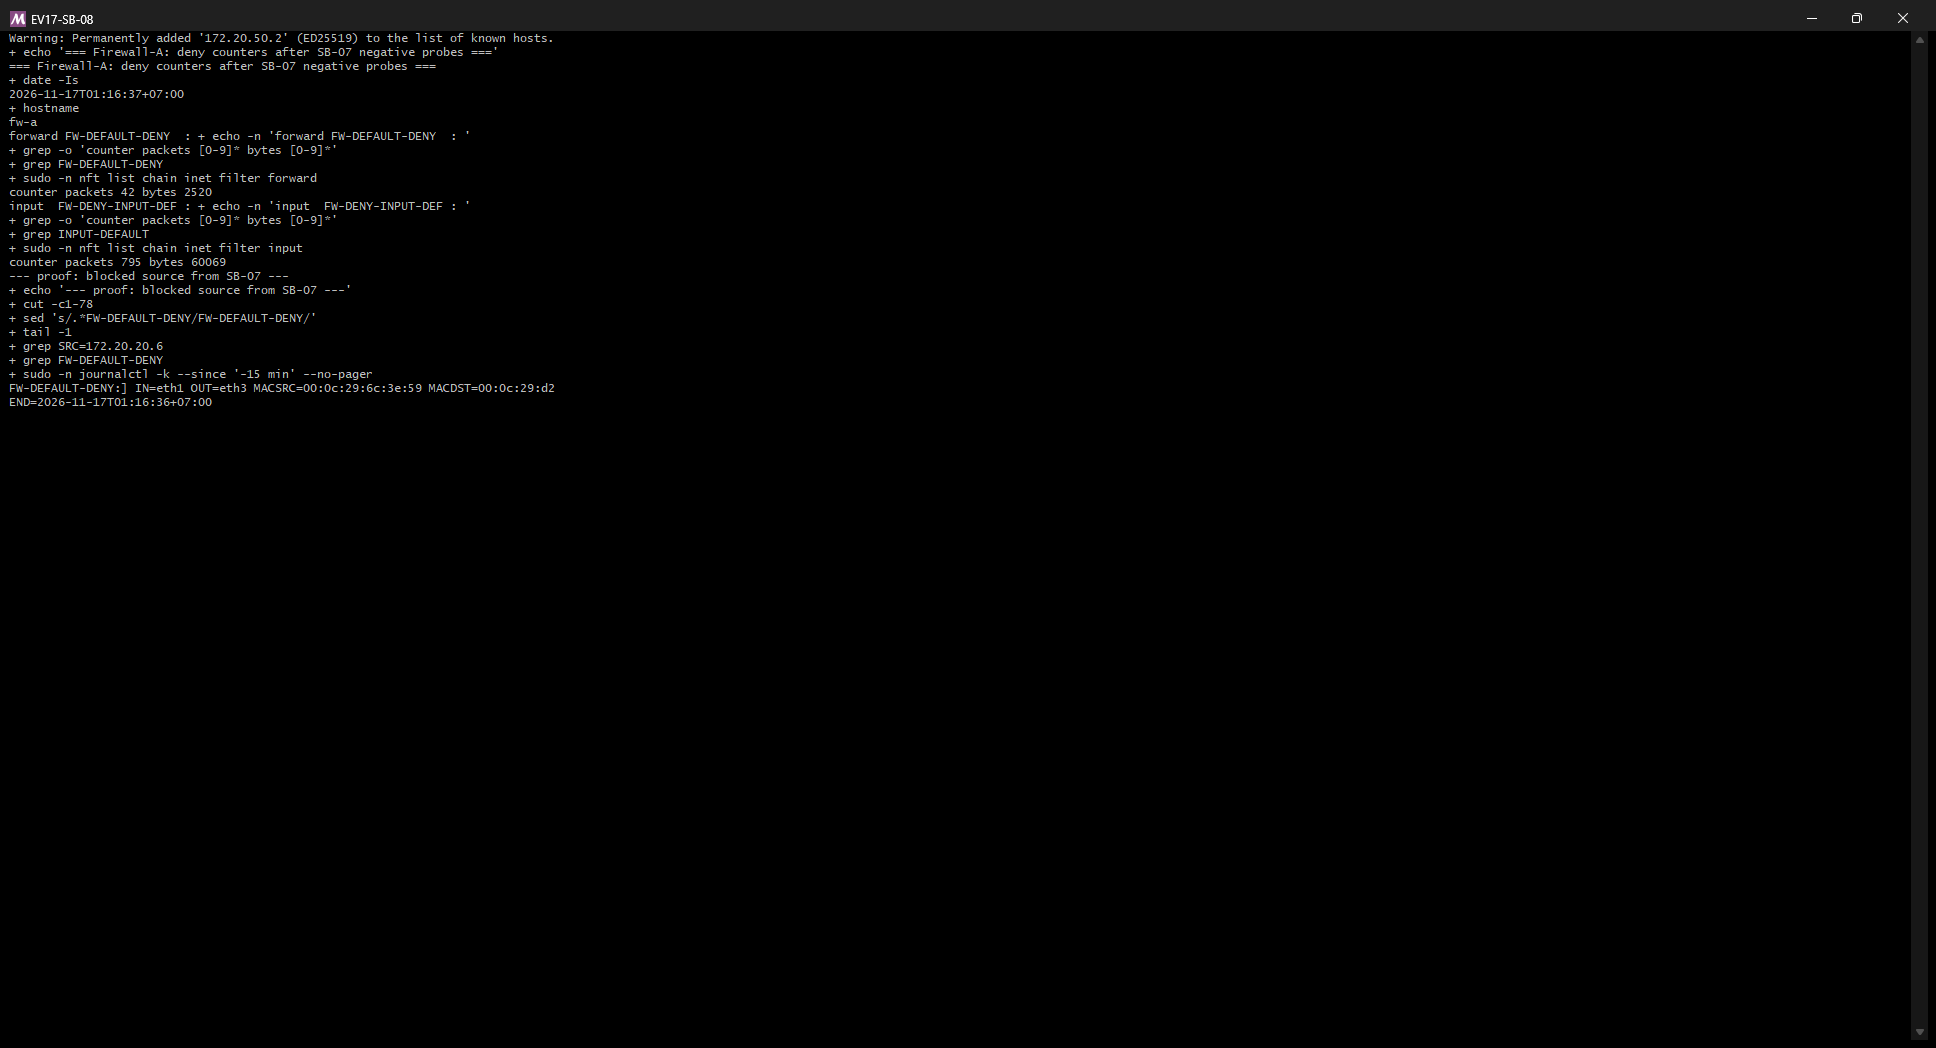 EV17-SB-08
Warning: Permanently added '172.20.50.2' (ED25519) to the list of known hosts.
+ echo '=== Firewall-A: deny counters after SB-07 negative probes ==='
=== Firewall-A: deny counters after SB-07 negative probes ===
+ date -Is
2026-11-17T01:16:37+07:00
+ hostname
fw-a
forward FW-DEFAULT-DENY  : + echo -n 'forward FW-DEFAULT-DENY  : '
+ grep -o 'counter packets [0-9]* bytes [0-9]*'
+ grep FW-DEFAULT-DENY
+ sudo -n nft list chain inet filter forward
counter packets 42 bytes 2520
input  FW-DENY-INPUT-DEF : + echo -n 'input  FW-DENY-INPUT-DEF : '
+ grep -o 'counter packets [0-9]* bytes [0-9]*'
+ grep INPUT-DEFAULT
+ sudo -n nft list chain inet filter input
counter packets 795 bytes 60069
--- proof: blocked source from SB-07 ---
+ echo '--- proof: blocked source from SB-07 ---'
+ cut -c1-78
+ sed 's/.*FW-DEFAULT-DENY/FW-DEFAULT-DENY/'
+ tail -1
+ grep SRC=172.20.20.6
+ grep FW-DEFAULT-DENY
+ sudo -n journalctl -k --since '-15 min' --no-pager
FW-DEFAULT-DENY:] IN=eth1 OUT=eth3 MACSRC=00:0c:29:6c:3e:59 MACDST=00:0c:29:d2
END=2026-11-17T01:16:36+07:00